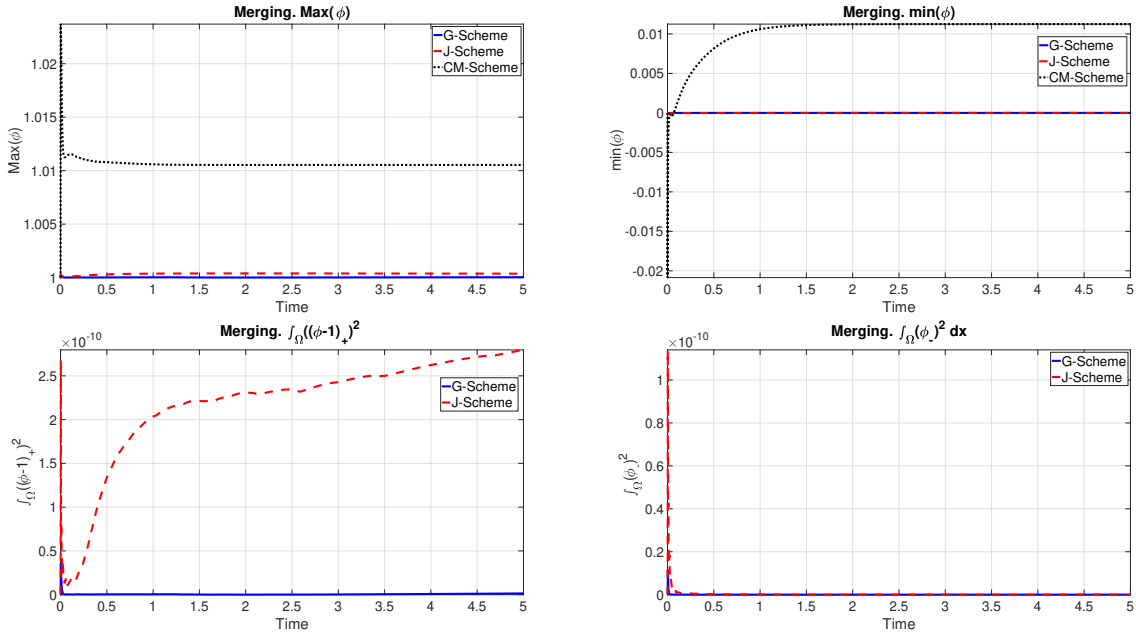 Merging. Max(ϕ)
1.02
1.015
1.01
1.005
1
Max(ϕ)
G-Scheme
J-Scheme
CM-Scheme
0 0.5 1 1.5 2 2.5 3 3.5 4 4.5 5
Time
Merging. min(ϕ)
0.01
0.005
0
-0.005
-0.01
-0.015
-0.02
min(ϕ)
G-Scheme
J-Scheme
CM-Scheme
0 0.5 1 1.5 2 2.5 3 3.5 4 4.5 5
Time
Merging. ∫_Ω((ϕ-1)_+)^2
×10^-10
2.5
2
1.5
1
0.5
0
∫_Ω((ϕ-1)_+)^2
G-Scheme
J-Scheme
0 0.5 1 1.5 2 2.5 3 3.5 4 4.5 5
Time
Merging. ∫_Ω(ϕ_-)^2 dx
×10^-10
1
0.8
0.6
0.4
0.2
0
∫_Ω(ϕ_-)^2
G-Scheme
J-Scheme
0 0.5 1 1.5 2 2.5 3 3.5 4 4.5 5
Time